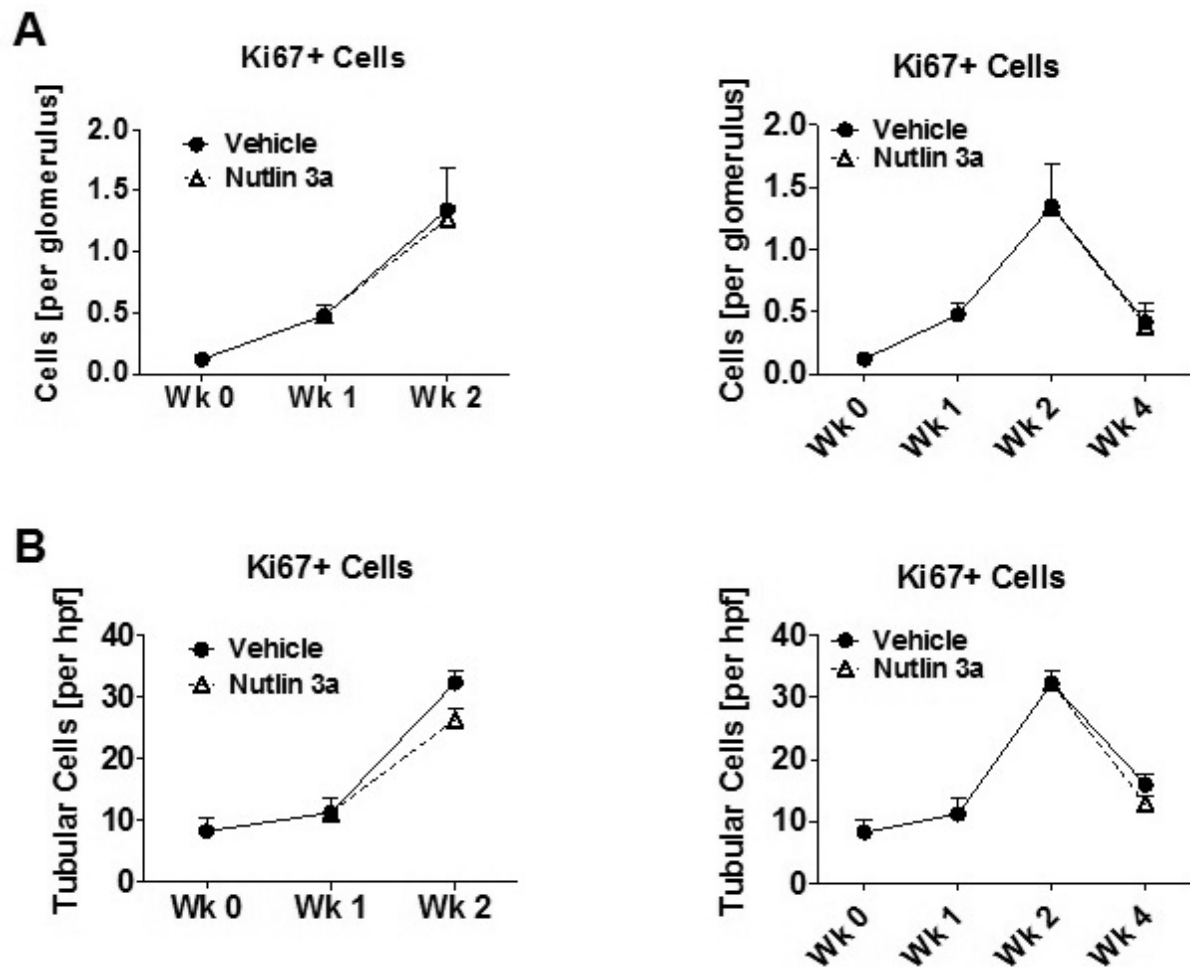 A
Ki67+ Cells
Cells [per glomerulus]
2.0
1.5
1.0
0.5
0.0
Vehicle
Nutlin 3a
Wk 0 Wk 1 Wk 2
Ki67+ Cells
Cells [per glomerulus]
2.0
1.5
1.0
0.5
0.0
Vehicle
Nutlin 3a
Wk 0 Wk 1 Wk 2 Wk 4
B
Ki67+ Cells
Tubular Cells [per hpf]
40
30
20
10
0
Vehicle
Nutlin 3a
Wk 0 Wk 1 Wk 2
Ki67+ Cells
Tubular Cells [per hpf]
40
30
20
10
0
Vehicle
Nutlin 3a
Wk 0 Wk 1 Wk 2 Wk 4